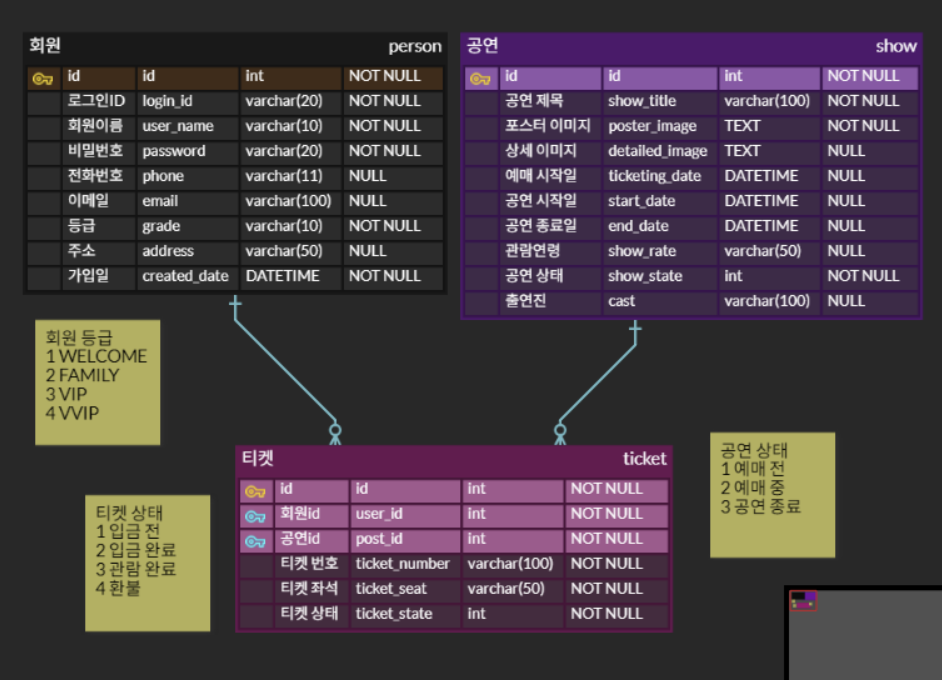 회원 person
id id int NOT NULL
로그인ID login_id varchar(20) NOT NULL
회원이름 user_name varchar(10) NOT NULL
비밀번호 password varchar(20) NOT NULL
전화번호 phone varchar(11) NULL
이메일 email varchar(100) NULL
등급 grade varchar(10) NOT NULL
주소 address varchar(50) NULL
가입일 created_date DATETIME NOT NULL
공연 show
id id int NOT NULL
공연 제목 show_title varchar(100) NOT NULL
포스터 이미지 poster_image TEXT NOT NULL
상세 이미지 detailed_image TEXT NULL
예매 시작일 ticketing_date DATETIME NULL
공연 시작일 start_date DATETIME NULL
공연 종료일 end_date DATETIME NULL
관람연령 show_rate varchar(50) NULL
공연 상태 show_state int NOT NULL
출연진 cast varchar(100) NULL
회원 등급
1 WELCOME
2 FAMILY
3 VIP
4 VVIP
티켓 ticket
id id int NOT NULL
회원id user_id int NOT NULL
공연id post_id int NOT NULL
티켓 번호 ticket_number varchar(100) NOT NULL
티켓 좌석 ticket_seat varchar(50) NOT NULL
티켓 상태 ticket_state int NOT NULL
공연 상태
1 예매 전
2 예매 중
3 공연 종료
티켓 상태
1 입금 전
2 입금 완료
3 관람 완료
4 환불